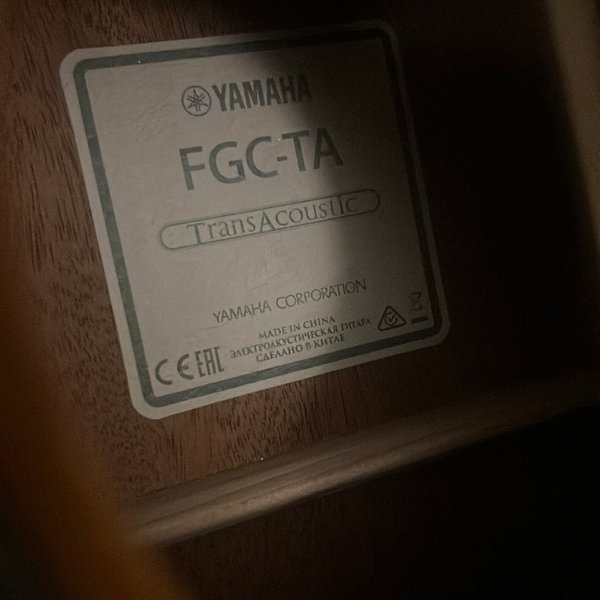 YAMAHA
FGC-TA
TransAcoustic
YAMAHA CORPORATION
MADE IN CHINA
ЭЛЕКТРОАКУСТИЧЕСКАЯ ГИТАРА
СДЕЛАНО В КИТАЕ
CE EAC